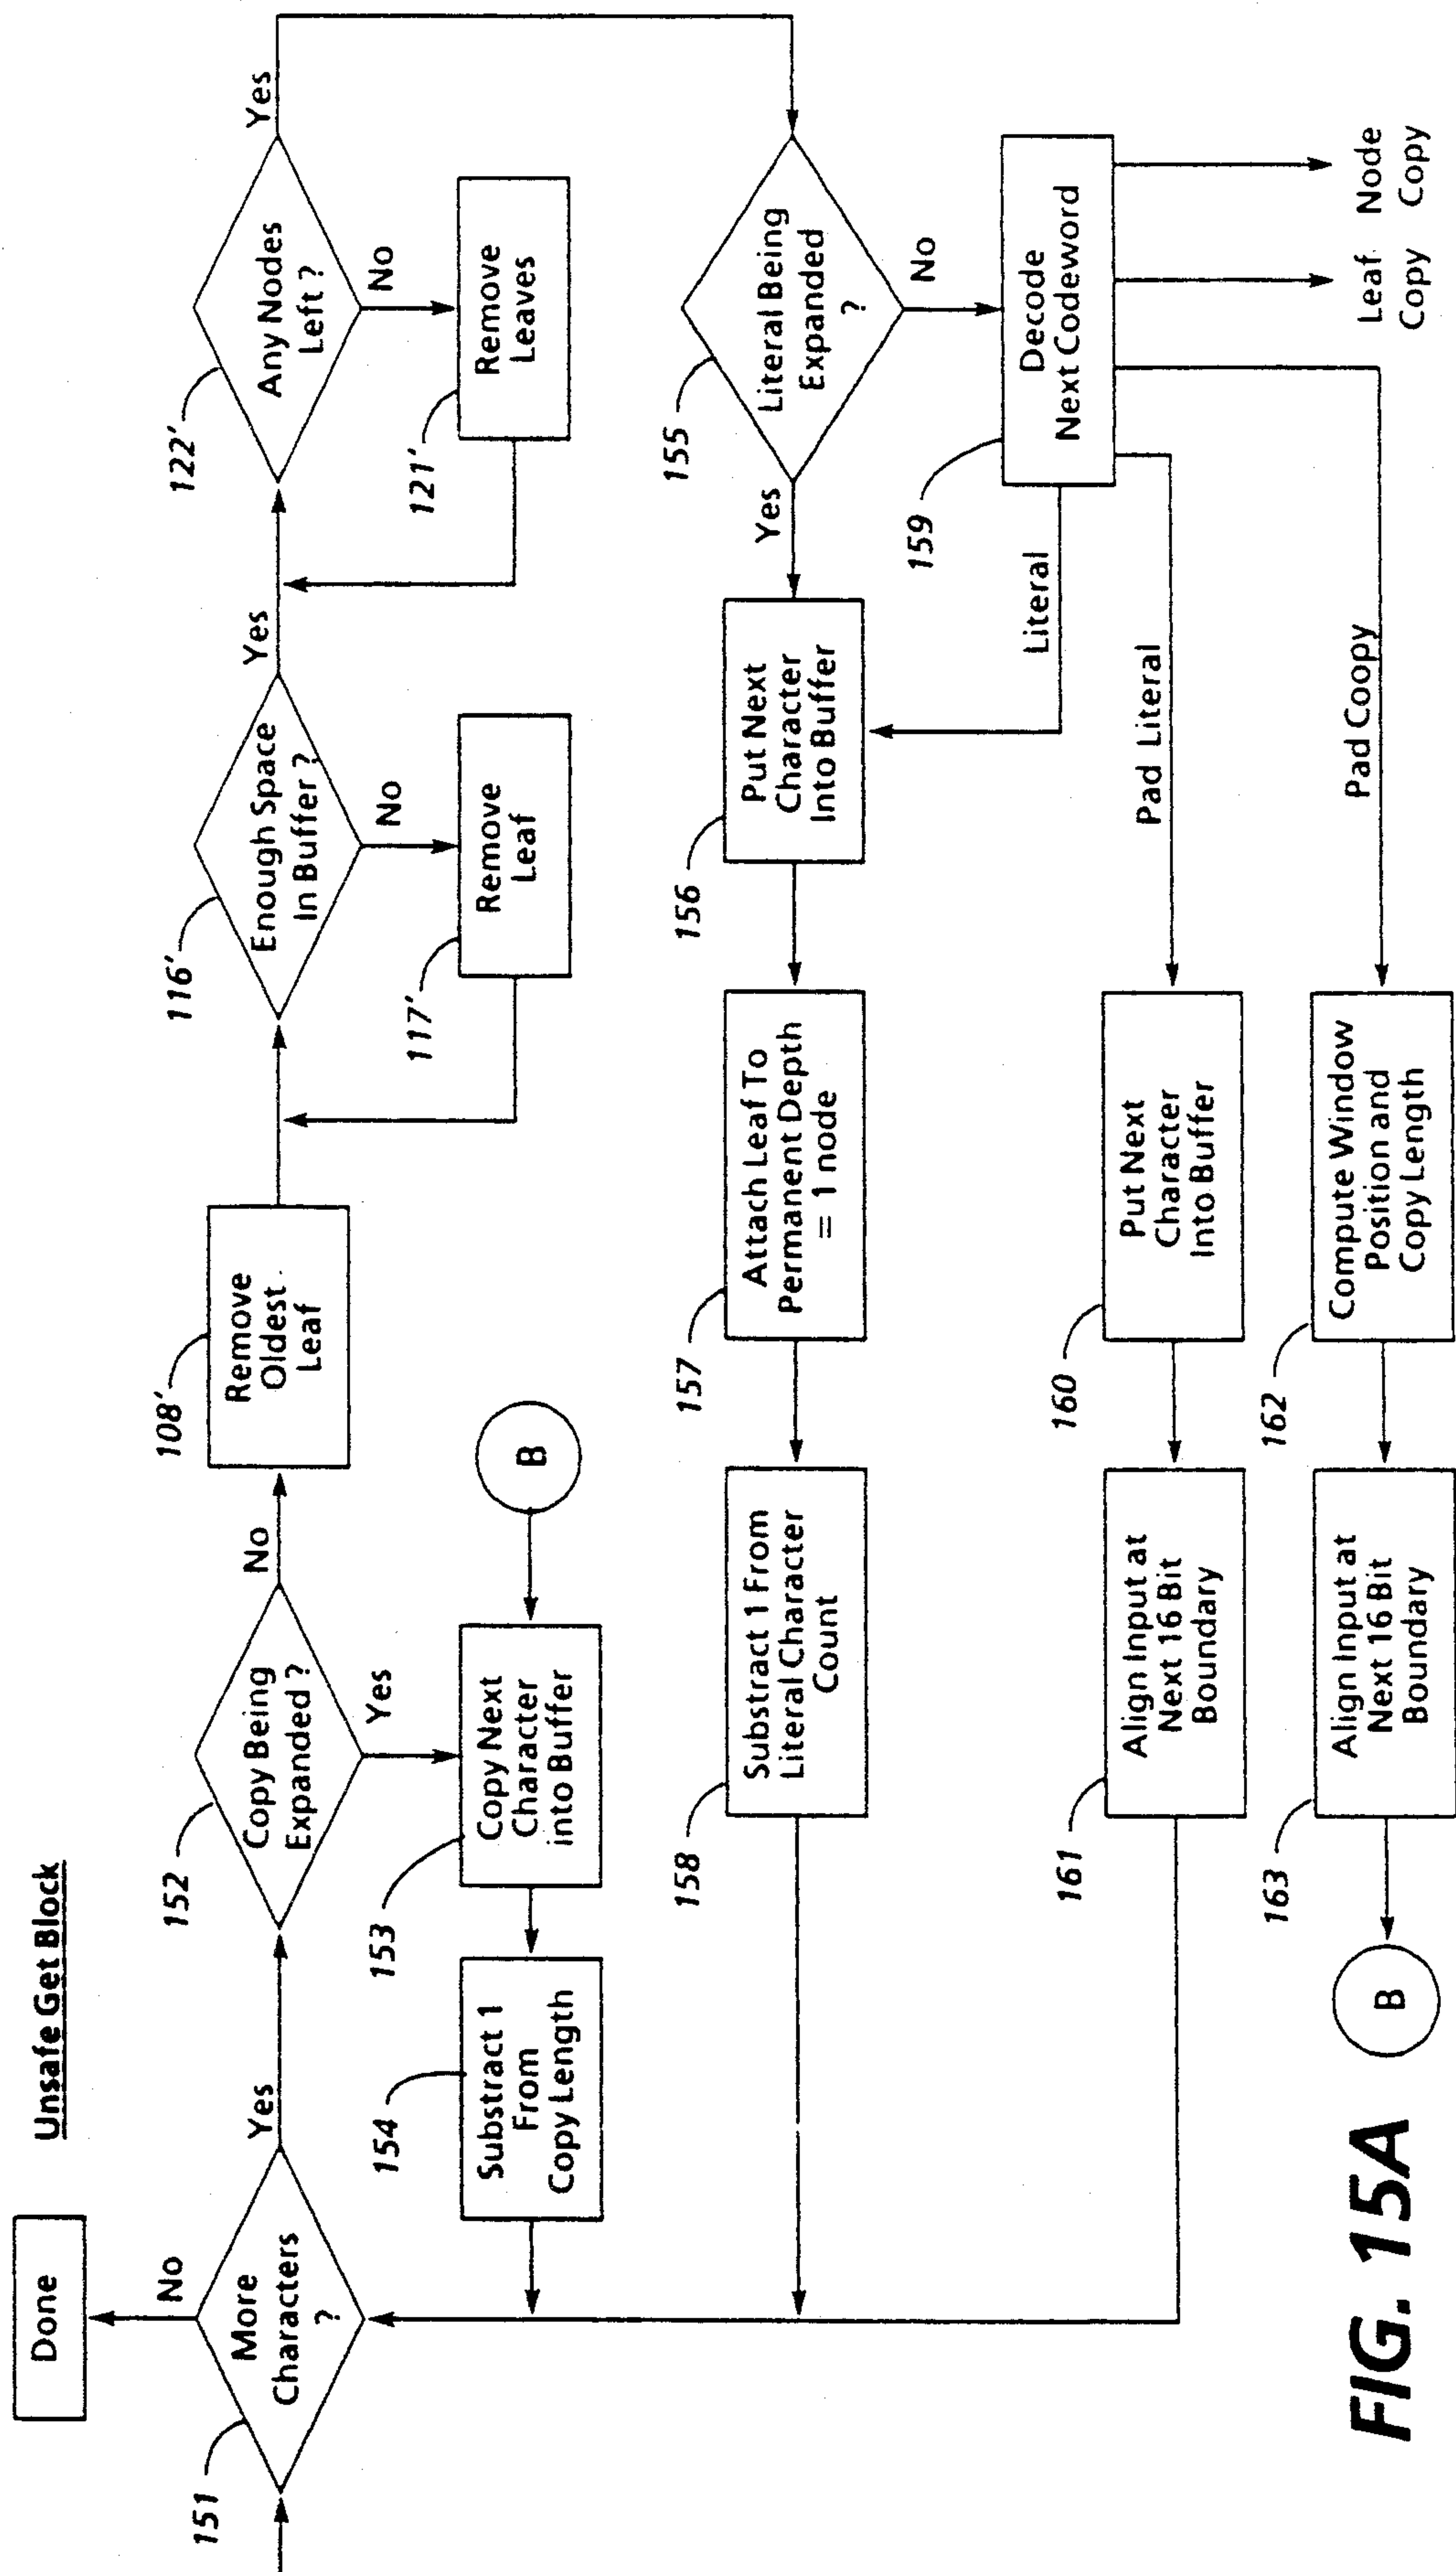 Unsafe Get Block
Done
No
151
More
Characters
?
Yes
152
Copy Being
Expanded ?
No
Yes
153
Copy Next
Character
into Buffer
154
Substract 1
From
Copy Length
B
108'
Remove
Oldest
Leaf
116'
Enough Space
In Buffer ?
Yes
No
117'
Remove
Leaf
122'
Any Nodes
Left ?
Yes
No
121'
Remove
Leaves
155
Literal Being
Expanded
?
Yes
No
156
Put Next
Character
Into Buffer
157
Attach Leaf To
Permanent Depth
= 1 node
158
Substract 1 From
Literal Character
Count
159
Decode
Next Codeword
Literal
Pad Literal
Pad Coopy
Leaf
Copy
Node
Copy
160
Put Next
Character
Into Buffer
161
Align Input at
Next 16 Bit
Boundary
162
Compute Window
Position and
Copy Length
163
Align Input at
Next 16 Bit
Boundary
B
FIG. 15A